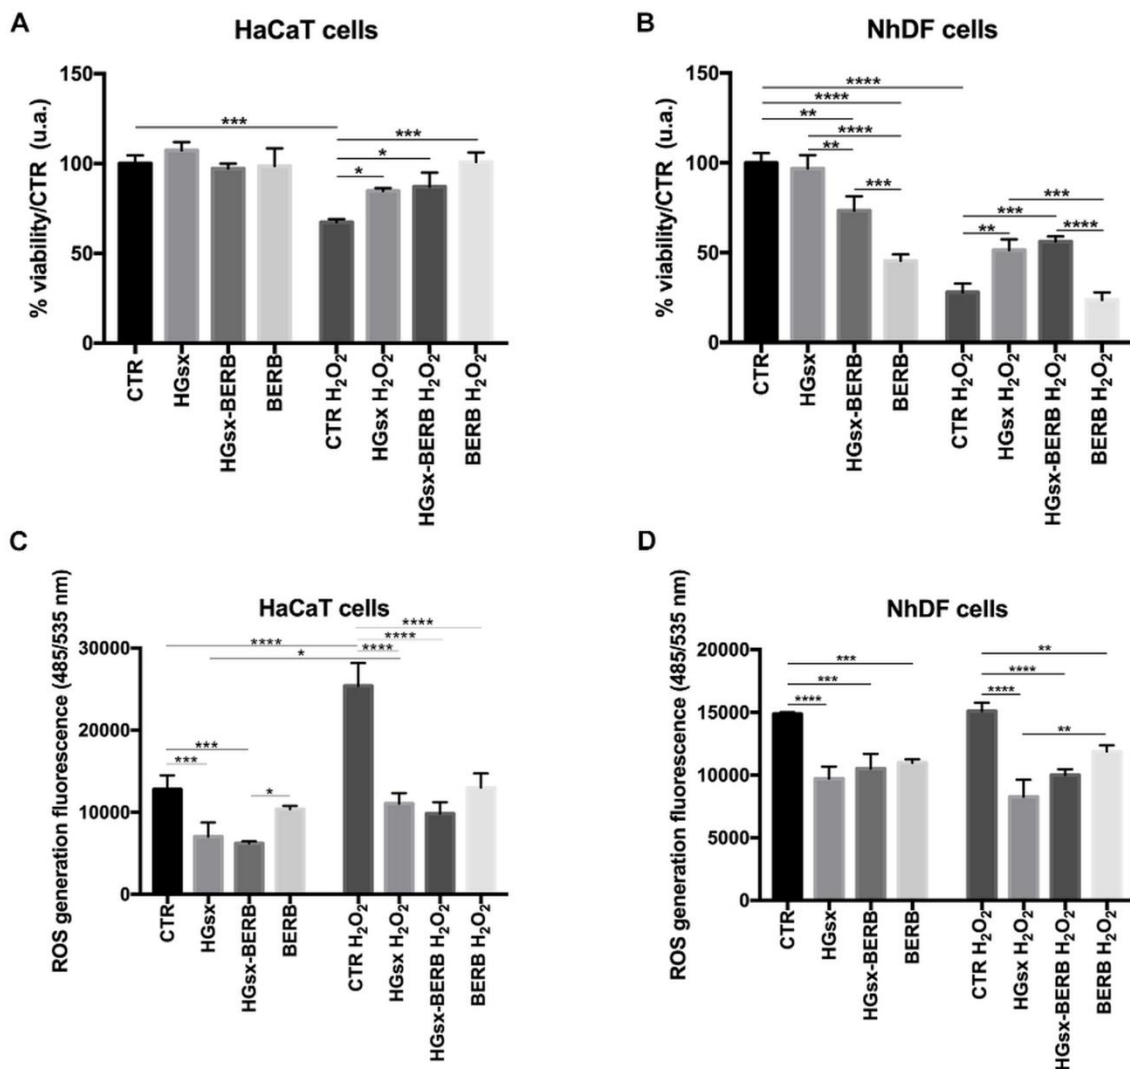 A
HaCaT cells
% viability/CTR (u.a.)
150
100
50
0
***
***
*
*
CTR
HGsx
HGsx-BERB
BERB
CTR H₂O₂
HGsx H₂O₂
HGsx-BERB H₂O₂
BERB H₂O₂
B
NhDF cells
% viability/CTR (u.a.)
150
100
50
0
****
****
**
****
**
***
***
***
**
****
CTR
HGsx
HGsx-BERB
BERB
CTR H₂O₂
HGsx H₂O₂
HGsx-BERB H₂O₂
BERB H₂O₂
C
HaCaT cells
ROS generation fluorescence (485/535 nm)
30000
20000
10000
0
****
****
****
****
*
***
***
*
CTR
HGsx
HGsx-BERB
BERB
CTR H₂O₂
HGsx H₂O₂
HGsx-BERB H₂O₂
BERB H₂O₂
D
NhDF cells
ROS generation fluorescence (485/535 nm)
20000
15000
10000
5000
0
***
***
****
**
****
****
**
CTR
HGsx
HGsx-BERB
BERB
CTR H₂O₂
HGsx H₂O₂
HGsx-BERB H₂O₂
BERB H₂O₂